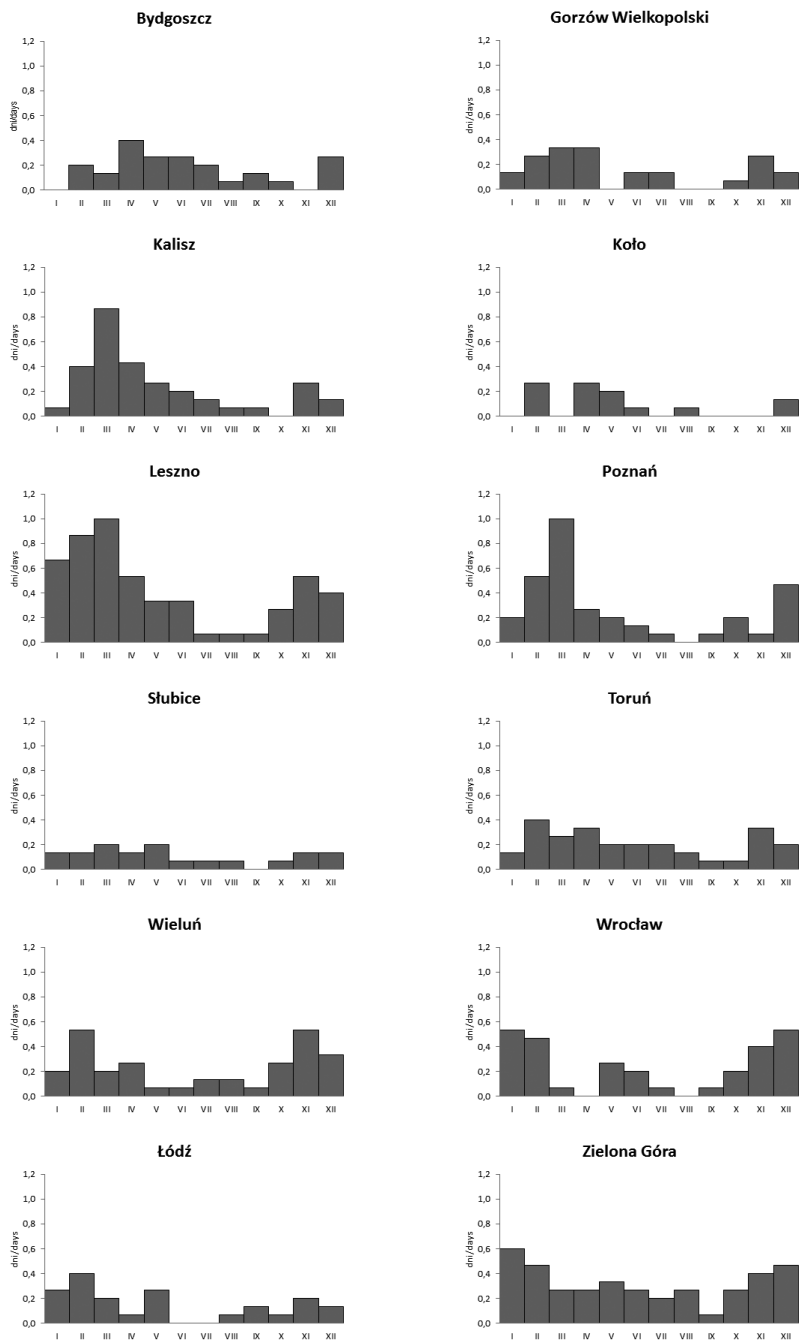 Bydgoszcz
dni/days
1,2
1,0
0,8
0,6
0,4
0,2
0,0
I II III IV V VI VII VIII IX X XI XII
Gorzów Wielkopolski
dni/days
1,2
1,0
0,8
0,6
0,4
0,2
0,0
I II III IV V VI VII VIII IX X XI XII
Kalisz
dni/days
1,2
1,0
0,8
0,6
0,4
0,2
0,0
I II III IV V VI VII VIII IX X XI XII
Koło
dni/days
1,2
1,0
0,8
0,6
0,4
0,2
0,0
I II III IV V VI VII VIII IX X XI XII
Leszno
dni/days
1,2
1,0
0,8
0,6
0,4
0,2
0,0
I II III IV V VI VII VIII IX X XI XII
Poznań
dni/days
1,2
1,0
0,8
0,6
0,4
0,2
0,0
I II III IV V VI VII VIII IX X XI XII
Słubice
dni/days
1,2
1,0
0,8
0,6
0,4
0,2
0,0
I II III IV V VI VII VIII IX X XI XII
Toruń
dni/days
1,2
1,0
0,8
0,6
0,4
0,2
0,0
I II III IV V VI VII VIII IX X XI XII
Wieluń
dni/days
1,2
1,0
0,8
0,6
0,4
0,2
0,0
I II III IV V VI VII VIII IX X XI XII
Wrocław
dni/days
1,2
1,0
0,8
0,6
0,4
0,2
0,0
I II III IV V VI VII VIII IX X XI XII
Łódź
dni/days
1,2
1,0
0,8
0,6
0,4
0,2
0,0
I II III IV V VI VII VIII IX X XI XII
Zielona Góra
dni/days
1,2
1,0
0,8
0,6
0,4
0,2
0,0
I II III IV V VI VII VIII IX X XI XII